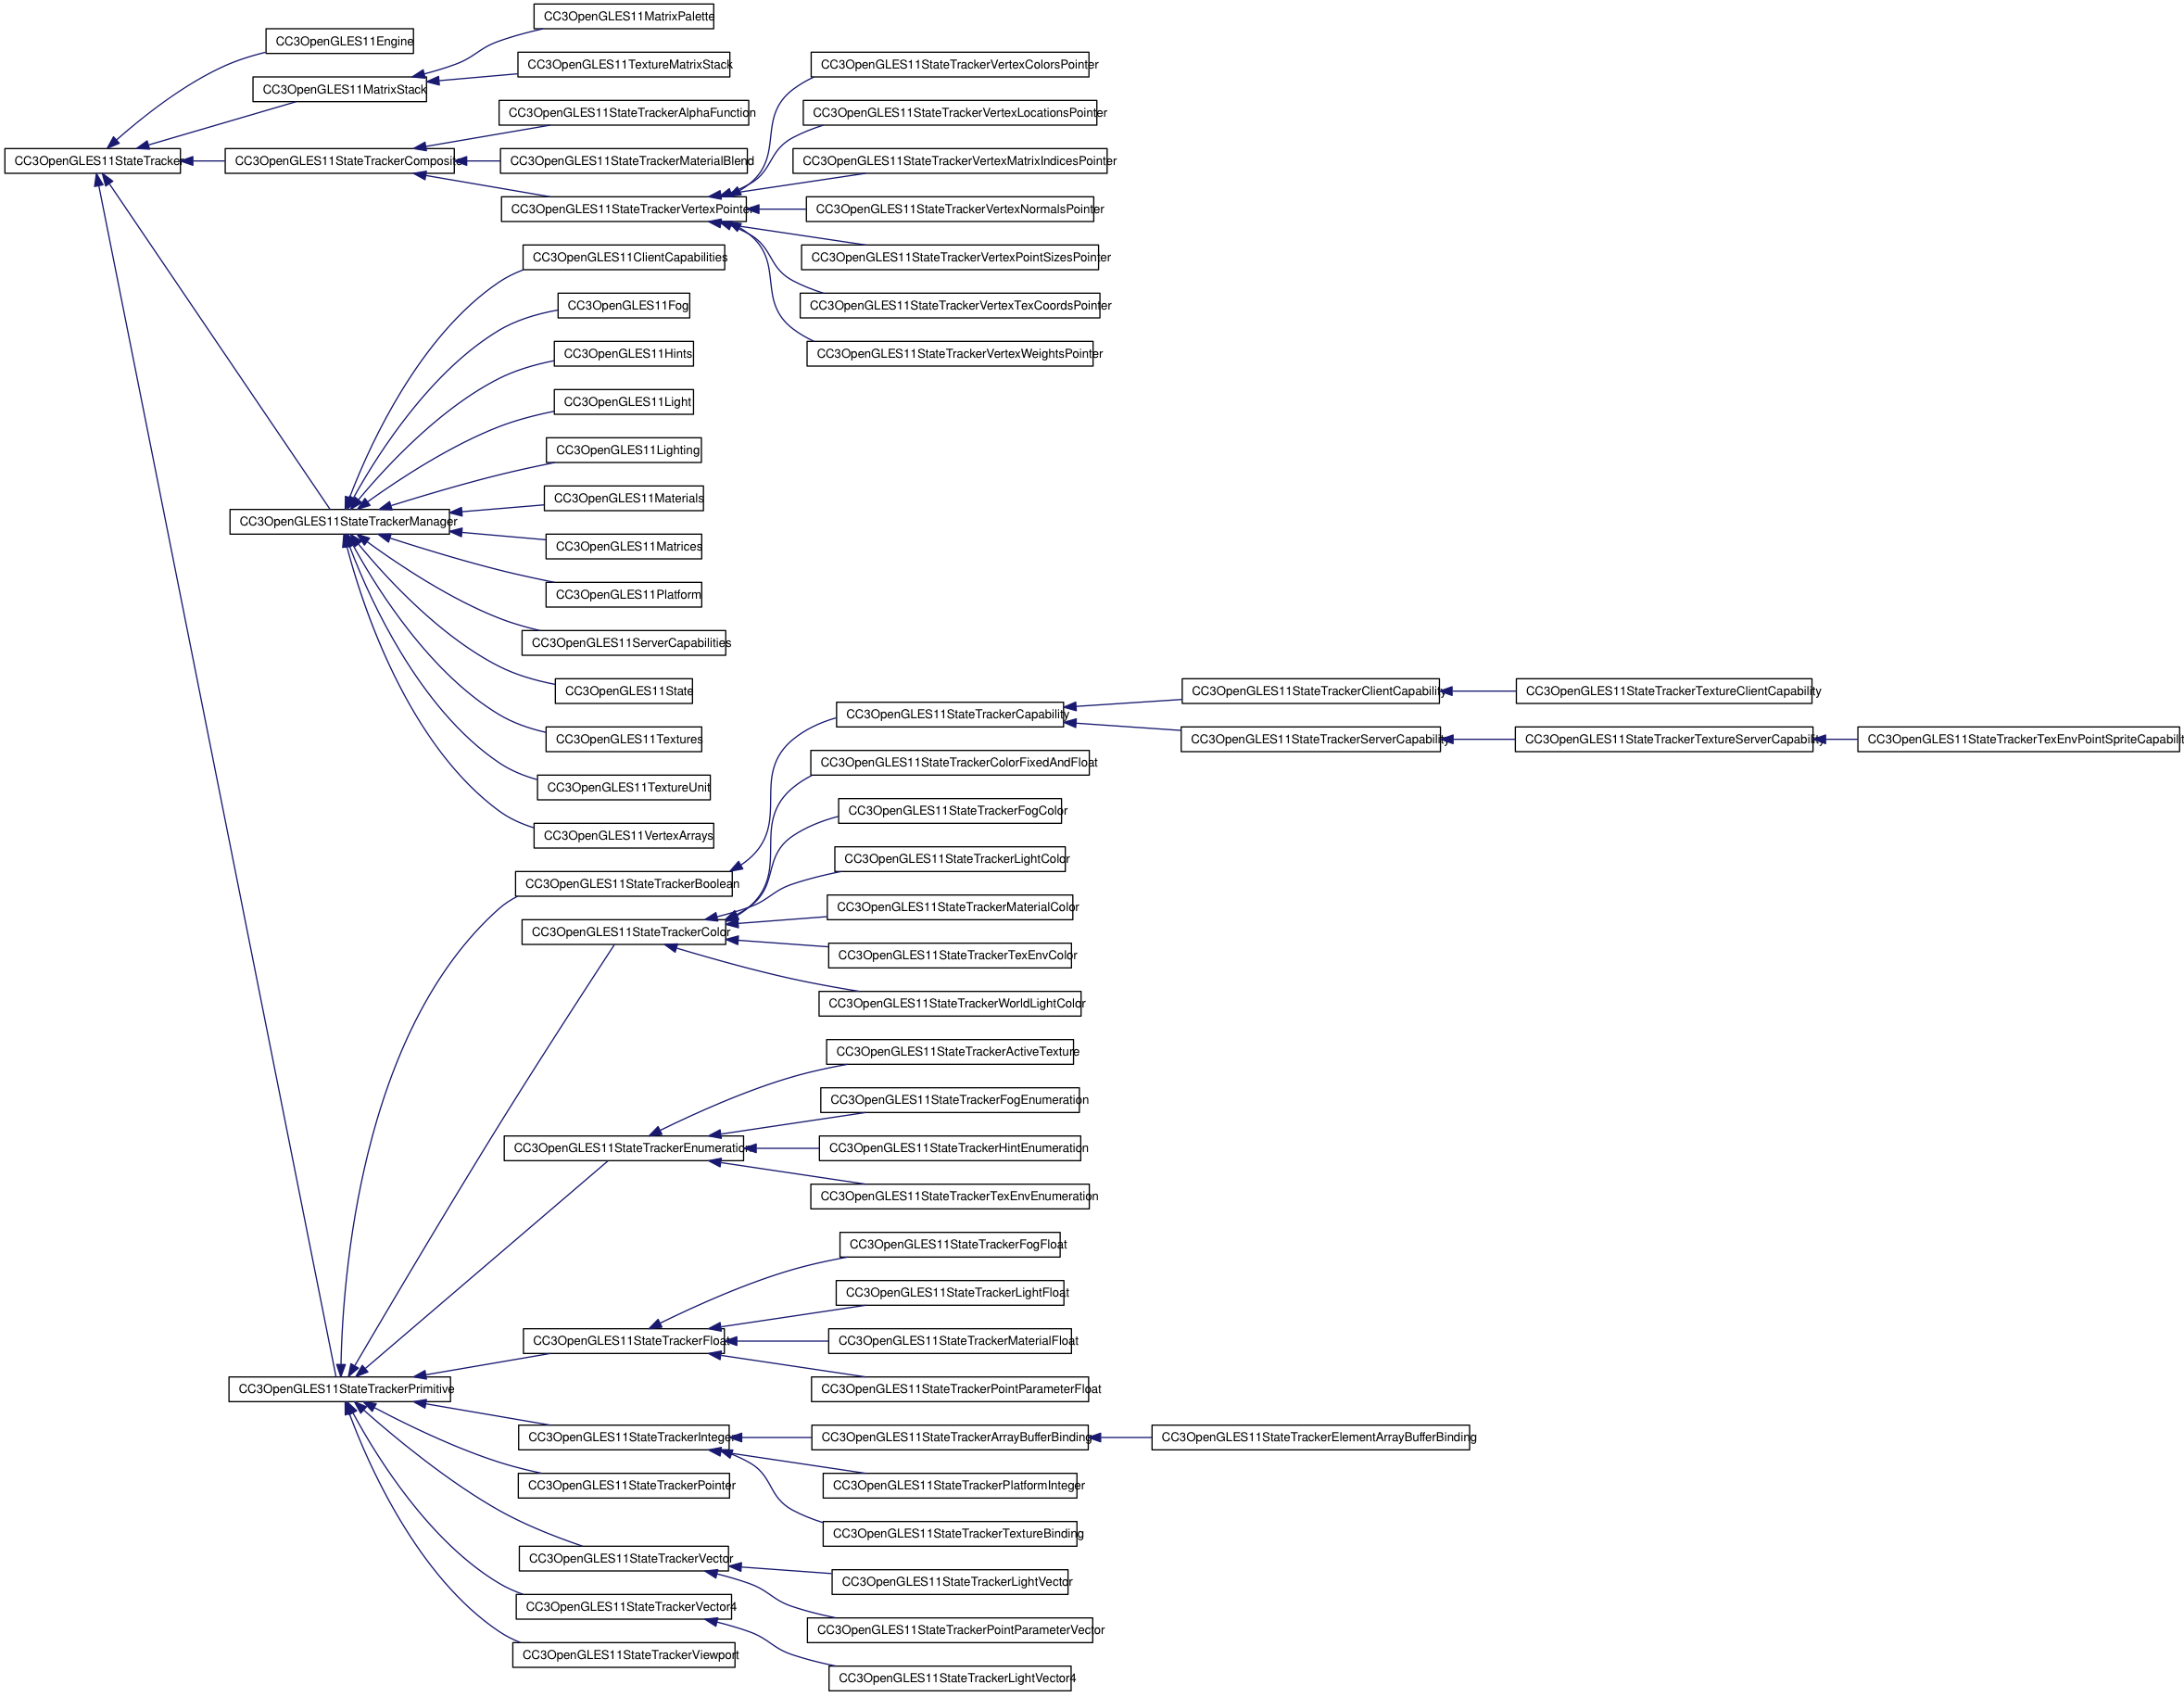 CC3OpenGLES11MatrixPalette
CC3OpenGLES11Engine
CC3OpenGLES11TextureMatrixStack
CC3OpenGLES11StateTrackerVertexColorsPointer
CC3OpenGLES11MatrixStack
CC3OpenGLES11StateTrackerAlphaFunction
CC3OpenGLES11StateTrackerVertexLocationsPointer
CC3OpenGLES11StateTracker
CC3OpenGLES11StateTrackerComposite
CC3OpenGLES11StateTrackerMaterialBlend
CC3OpenGLES11StateTrackerVertexMatrixIndicesPointer
CC3OpenGLES11StateTrackerVertexPointer
CC3OpenGLES11StateTrackerVertexNormalsPointer
CC3OpenGLES11ClientCapabilities
CC3OpenGLES11StateTrackerVertexPointSizesPointer
CC3OpenGLES11Fog
CC3OpenGLES11StateTrackerVertexTexCoordsPointer
CC3OpenGLES11Hints
CC3OpenGLES11StateTrackerVertexWeightsPointer
CC3OpenGLES11Light
CC3OpenGLES11Lighting
CC3OpenGLES11Materials
CC3OpenGLES11StateTrackerManager
CC3OpenGLES11Matrices
CC3OpenGLES11Platform
CC3OpenGLES11ServerCapabilities
CC3OpenGLES11State
CC3OpenGLES11StateTrackerClientCapability
CC3OpenGLES11StateTrackerTextureClientCapability
CC3OpenGLES11StateTrackerCapability
CC3OpenGLES11Textures
CC3OpenGLES11StateTrackerServerCapability
CC3OpenGLES11StateTrackerTextureServerCapability
CC3OpenGLES11StateTrackerTexEnvPointSpriteCapabilit
CC3OpenGLES11StateTrackerColorFixedAndFloat
CC3OpenGLES11TextureUnit
CC3OpenGLES11StateTrackerFogColor
CC3OpenGLES11VertexArrays
CC3OpenGLES11StateTrackerLightColor
CC3OpenGLES11StateTrackerBoolean
CC3OpenGLES11StateTrackerMaterialColor
CC3OpenGLES11StateTrackerColor
CC3OpenGLES11StateTrackerTexEnvColor
CC3OpenGLES11StateTrackerWorldLightColor
CC3OpenGLES11StateTrackerActiveTexture
CC3OpenGLES11StateTrackerFogEnumeration
CC3OpenGLES11StateTrackerEnumeration
CC3OpenGLES11StateTrackerHintEnumeration
CC3OpenGLES11StateTrackerTexEnvEnumeration
CC3OpenGLES11StateTrackerFogFloat
CC3OpenGLES11StateTrackerLightFloat
CC3OpenGLES11StateTrackerFloat
CC3OpenGLES11StateTrackerMaterialFloat
CC3OpenGLES11StateTrackerPrimitive
CC3OpenGLES11StateTrackerPointParameterFloat
CC3OpenGLES11StateTrackerInteger
CC3OpenGLES11StateTrackerArrayBufferBinding
CC3OpenGLES11StateTrackerElementArrayBufferBinding
CC3OpenGLES11StateTrackerPointer
CC3OpenGLES11StateTrackerPlatformInteger
CC3OpenGLES11StateTrackerTextureBinding
CC3OpenGLES11StateTrackerVector
CC3OpenGLES11StateTrackerLightVector
CC3OpenGLES11StateTrackerVector4
CC3OpenGLES11StateTrackerPointParameterVector
CC3OpenGLES11StateTrackerViewport
CC3OpenGLES11StateTrackerLightVector4